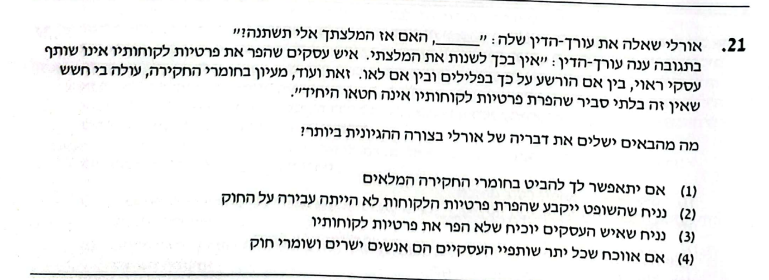 21. אורלי שאלה את עורך-הדין שלה: "_____, האם אז המלצתך אלי תשתנה?"
בתגובה ענה עורך-הדין: "אין בכך לשנות את המלצתי. איש עסקים שהפר את פרטיות לקוחותיו אינו שותף
עסקי ראוי, בין אם הורשע על כך בפלילים ובין אם לאו. זאת ועוד, מעיון בחומרי החקירה, עולה בי חשש
שאין זה בלתי סביר שהפרת פרטיות לקוחותיו אינה חטאו היחיד".
מה מהבאים ישלים את דבריה של אורלי בצורה ההגיונית ביותר?
(1) אם יתאפשר לך להביט בחומרי החקירה המלאים
(2) נניח שהשופט ייקבע שהפרת פרטיות הלקוחות לא הייתה עבירה על החוק
(3) נניח שאיש העסקים יוכיח שלא הפר את פרטיות לקוחותיו
(4) אם אווכח שכל יתר שותפיי העסקיים הם אנשים ישרים ושומרי חוק